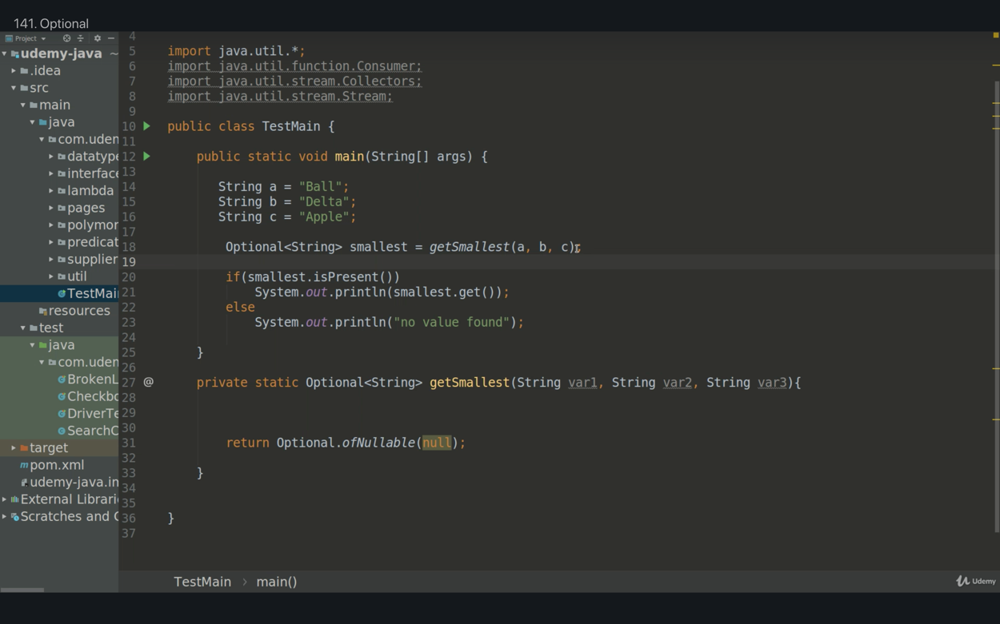 141. Optional
Project
udemy-java
.idea
src
main
java
com.uden
datatype
interface
lambda
pages
polymor
predicat
supplier
util
TestMain
resources
test
java
com.uden
BrokenL
Checkbo
DriverTe
SearchC
target
pom.xml
udemy-java.im
External Librari
Scratches and C
4
5 import java.util.*;
6 import java.util.function.Consumer;
7 import java.util.stream.Collectors;
8 import java.util.stream.Stream;
9
10 public class TestMain {
11
12 public static void main(String[] args) {
13
14 String a = "Ball";
15 String b = "Delta";
16 String c = "Apple";
17
18 Optional<String> smallest = getSmallest(a, b, c);
19
20 if(smallest.isPresent())
21 System.out.println(smallest.get());
22 else
23 System.out.println("no value found");
24
25 }
26
27 @ private static Optional<String> getSmallest(String var1, String var2, String var3){
28
29
30
31 return Optional.ofNullable(null);
32
33 }
34
35
36 }
37
TestMain › main()
Udemy